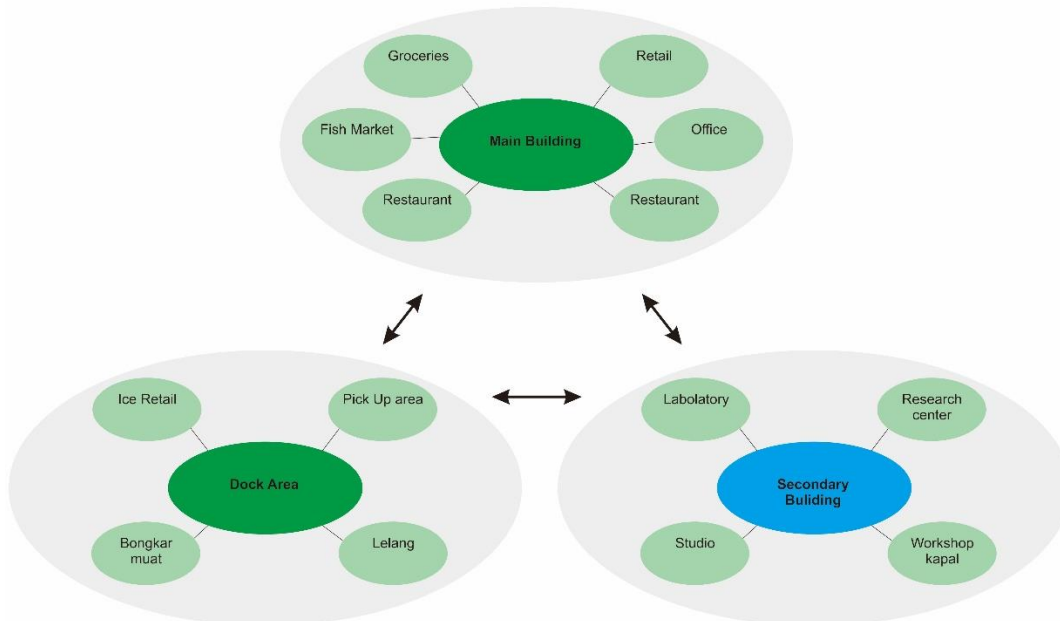 Groceries
Retail
Fish Market
Main Building
Office
Restaurant
Restaurant
Ice Retail
Pick Up area
Dock Area
Bongkar
muat
Lelang
Labolatory
Research
center
Secondary
Buliding
Studio
Workshop
kapal